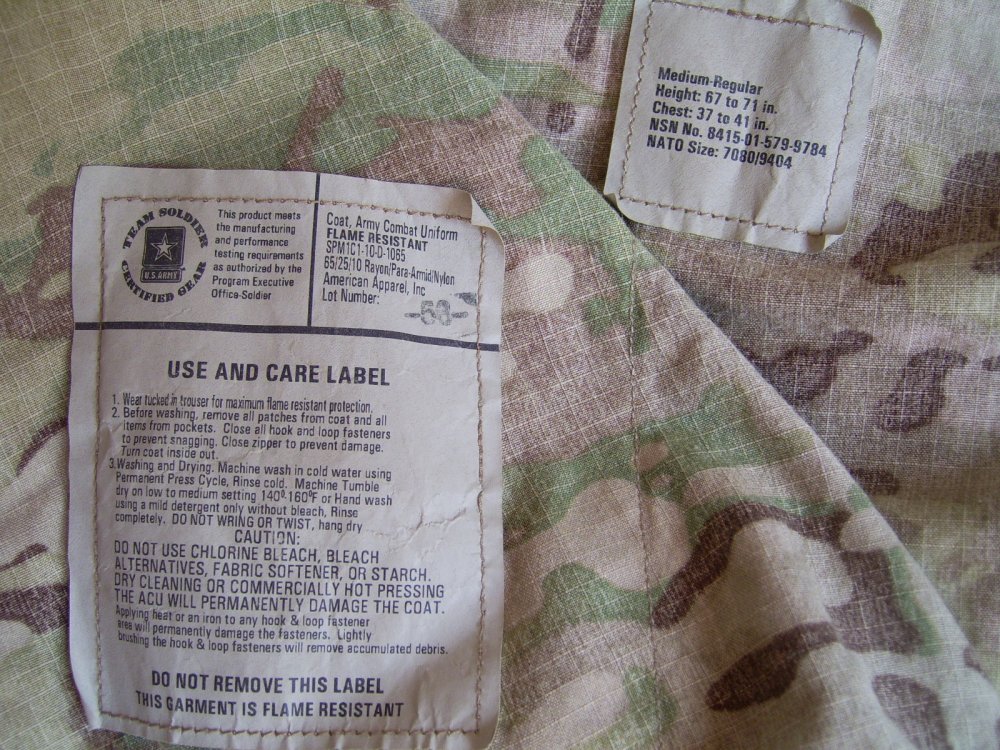 TEAM SOLDIER
U.S. ARMY
CERTIFIED GEAR
This product meets
the manufacturing
and performance
testing requirements
as authorized by the
Program Executive
Office-Soldier
Coat, Army Combat Uniform
FLAME RESISTANT
SPM1C1-10-D-1065
65/25/10 Rayon/Para-Armid/Nylon
American Apparel, Inc
Lot Number:
USE AND CARE LABEL
1. Wear tucked in trouser for maximum flame resistant protection.
2. Before washing, remove all patches from coat and all
items from pockets. Close all hook and loop fasteners
to prevent snagging. Close zipper to prevent damage.
Turn coat inside out.
3.Washing and Drying. Machine wash in cold water using
Permanent Press Cycle, Rinse cold. Machine Tumble
dry on low to medium setting 140º-160ºF or Hand wash
using a mild detergent only without bleach, Rinse
completely. DO NOT WRING OR TWIST, hang dry
CAUTION:
DO NOT USE CHLORINE BLEACH, BLEACH
ALTERNATIVES, FABRIC SOFTENER, OR STARCH.
DRY CLEANING OR COMMERCIALLY HOT PRESSING
THE ACU WILL PERMANENTLY DAMAGE THE COAT.
Applying heat or an iron to any hook & loop fastener
area will permanently damage the fasteners. Lightly
brushing the hook & loop fasteners will remove accumulated debris.
DO NOT REMOVE THIS LABEL
THIS GARMENT IS FLAME RESISTANT
Medium-Regular
Height: 67 to 71 in.
Chest: 37 to 41 in.
NSN No. 8415-01-579-9784
NATO Size: 7080/9404